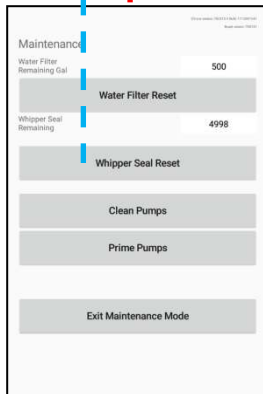 Maintenance
Water Filter
Remaining Gal
500
Water Filter Reset
Whipper Seal
Remaining
4998
Whipper Seal Reset
Clean Pumps
Prime Pumps
Exit Maintenance Mode